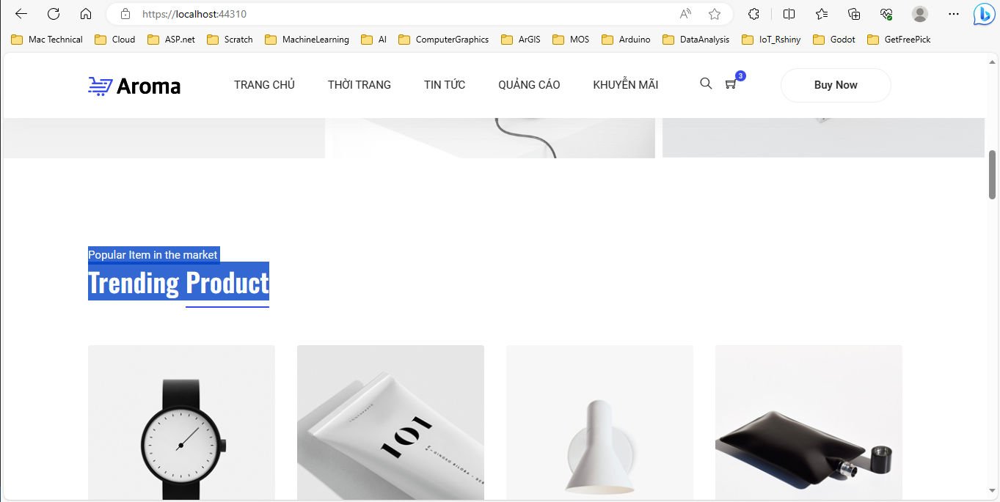 https://localhost:44310
Mac Technical Cloud ASP.net Scratch MachineLearning AI ComputerGraphics ArGIS MOS Arduino DataAnalysis IoT_Rshiny Godot GetFreePick
Aroma TRANG CHỦ THỜI TRANG TIN TỨC QUẢNG CÁO KHUYỄN MÃI 3 Buy Now
Popular Item in the market
Trending Product
101